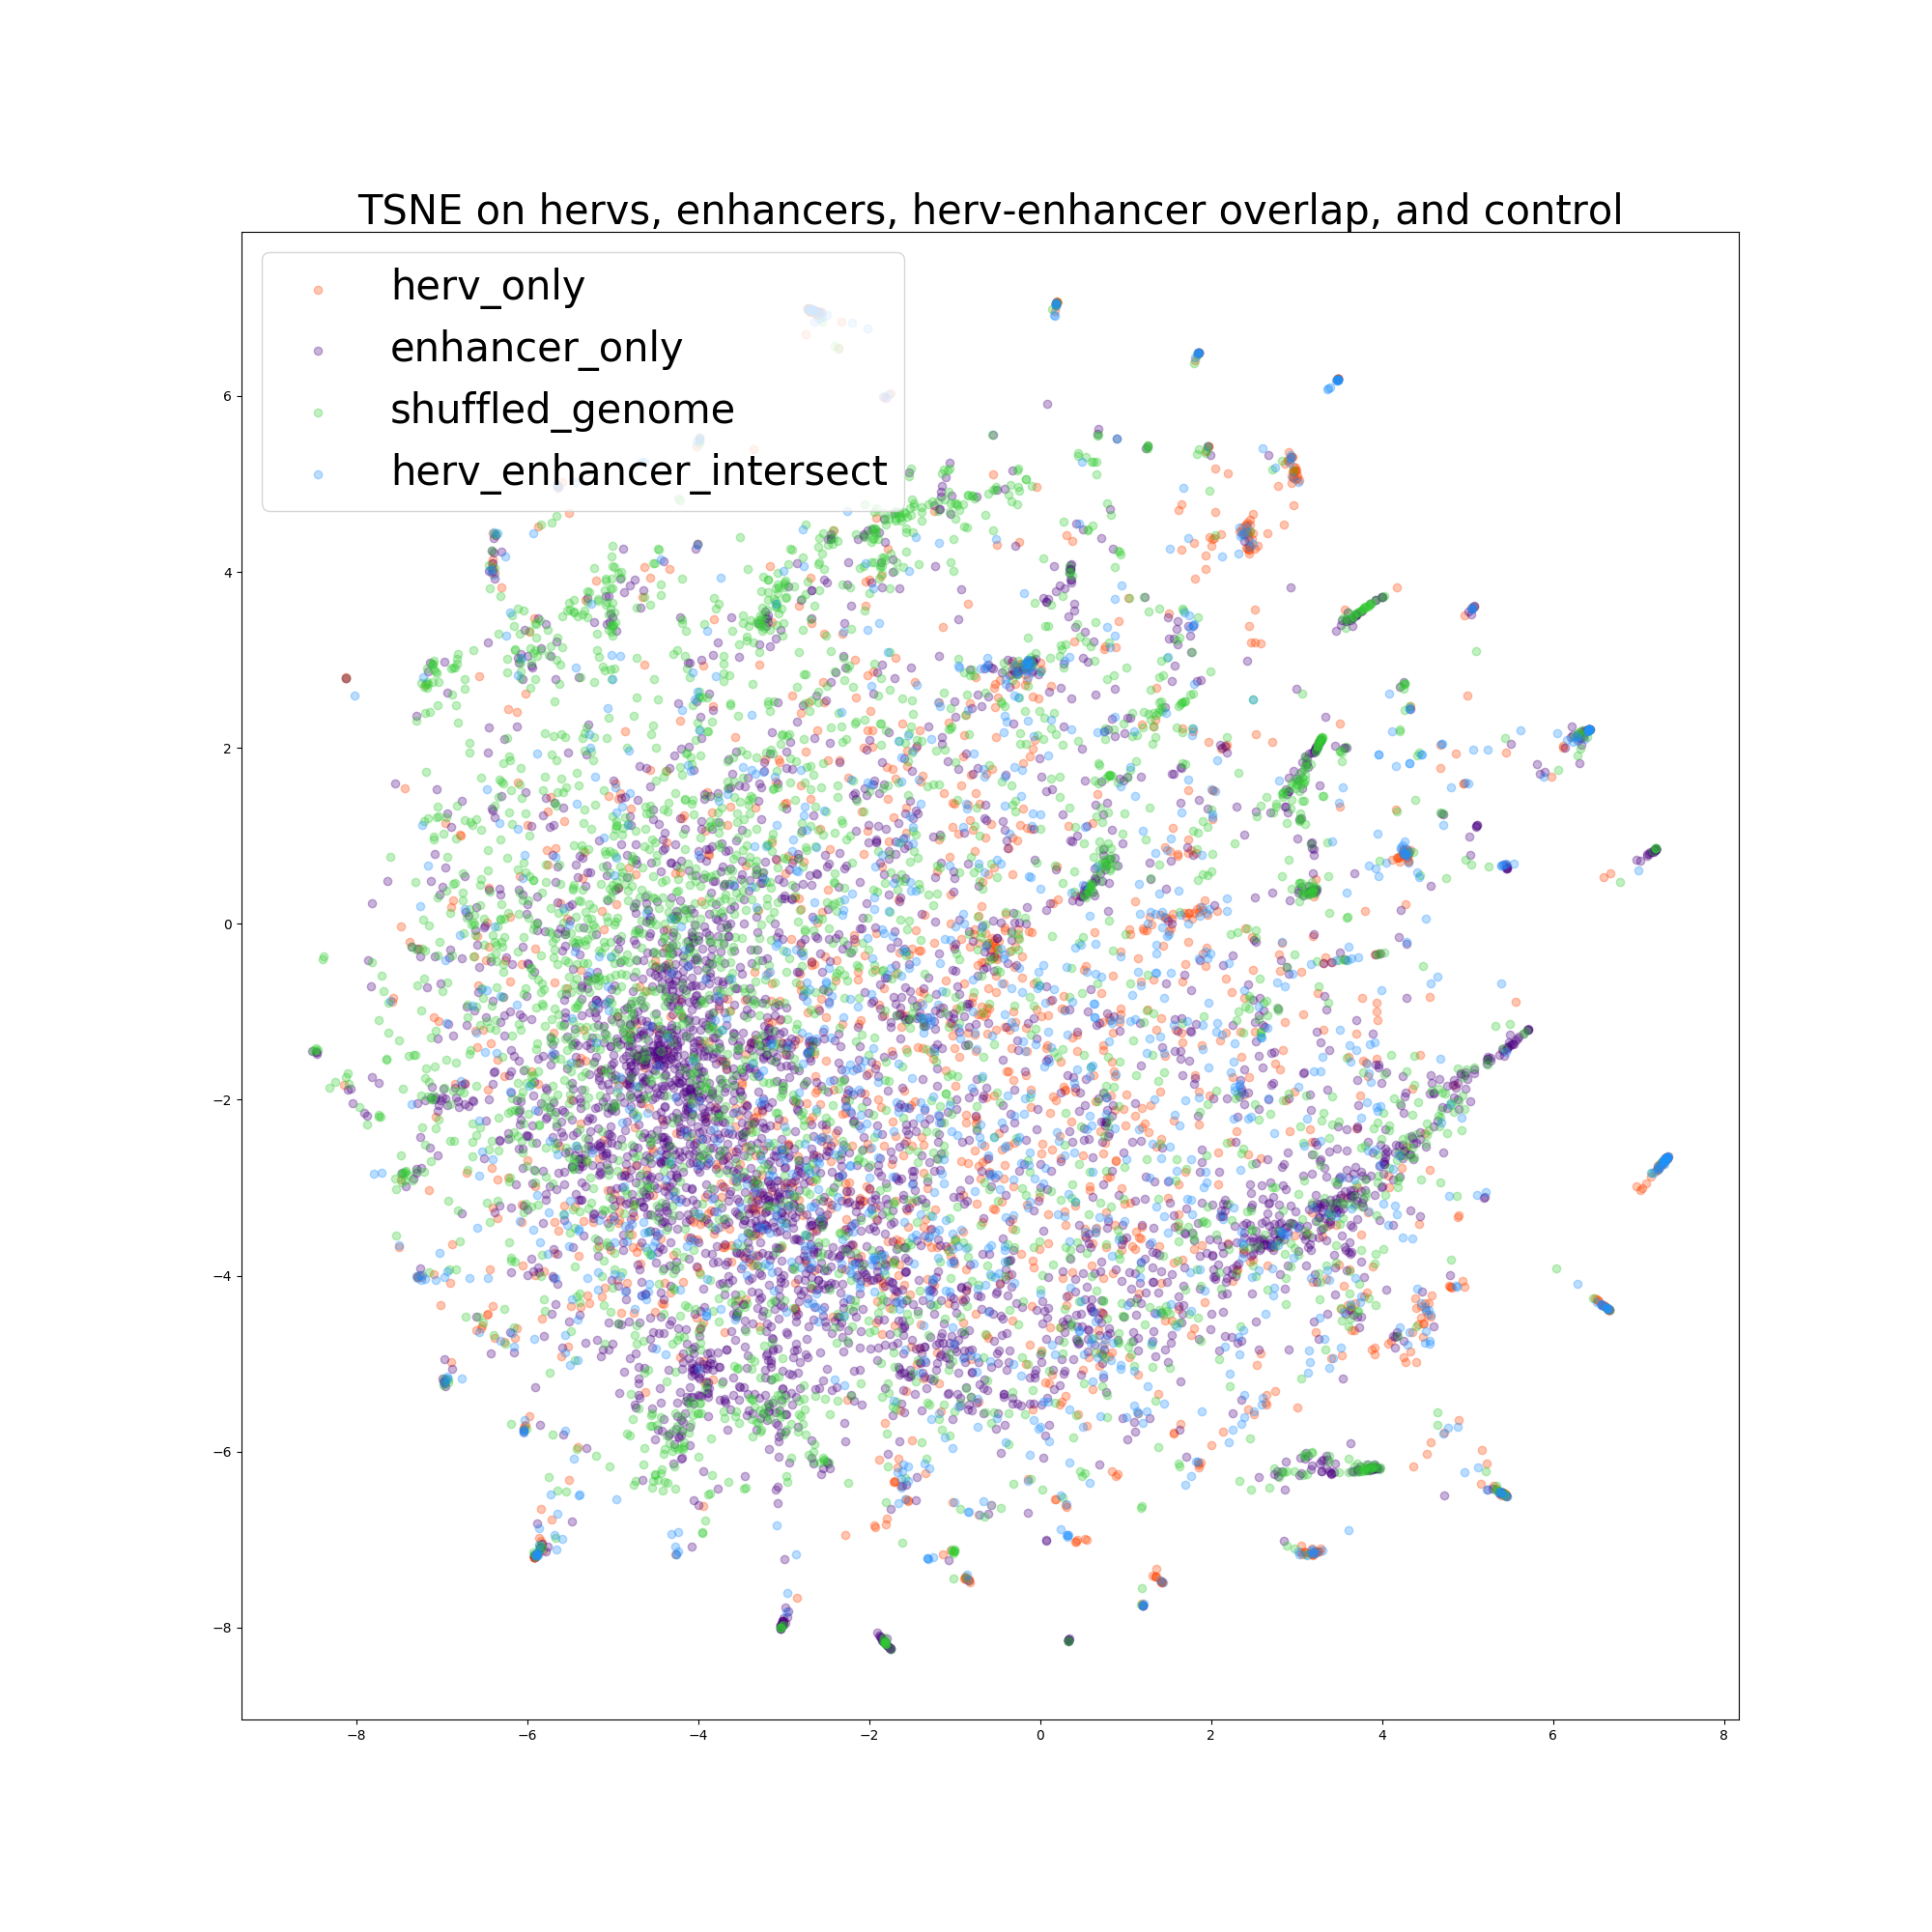 TSNE on hervs, enhancers, herv-enhancer overlap, and control
herv_only
enhancer_only
shuffled_genome
herv_enhancer_intersect
6
4
2
0
−2
−4
−6
−8
−8 −6 −4 −2 0 2 4 6 8